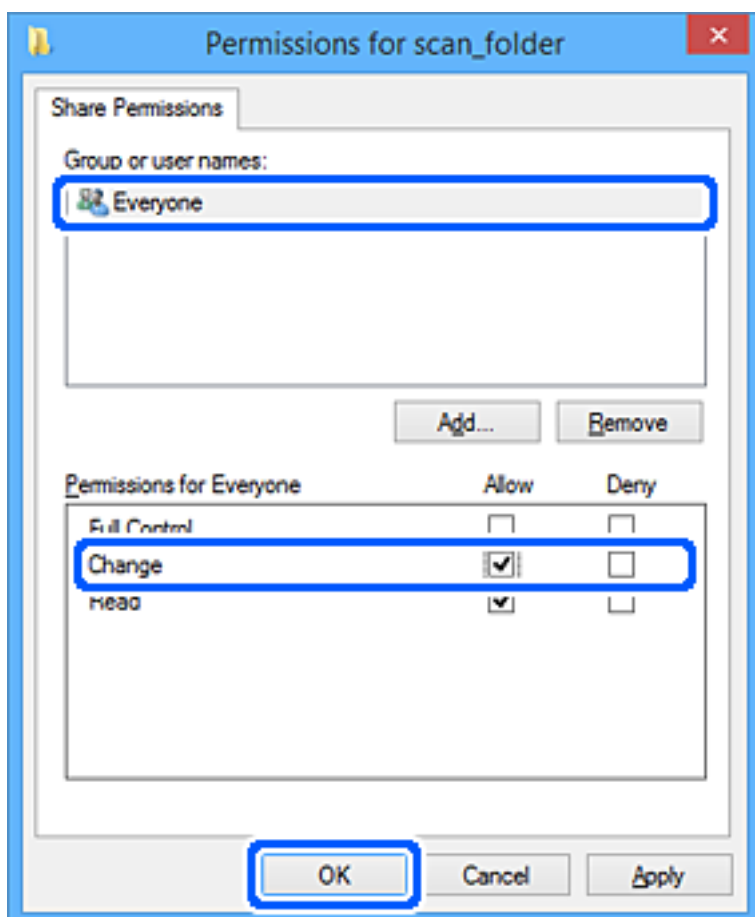 Permissions for scan_folder
Share Permissions
Group or user names:
Everyone
Add... Remove
Permissions for Everyone Allow Deny
Full Control
Change
Read
OK Cancel Apply